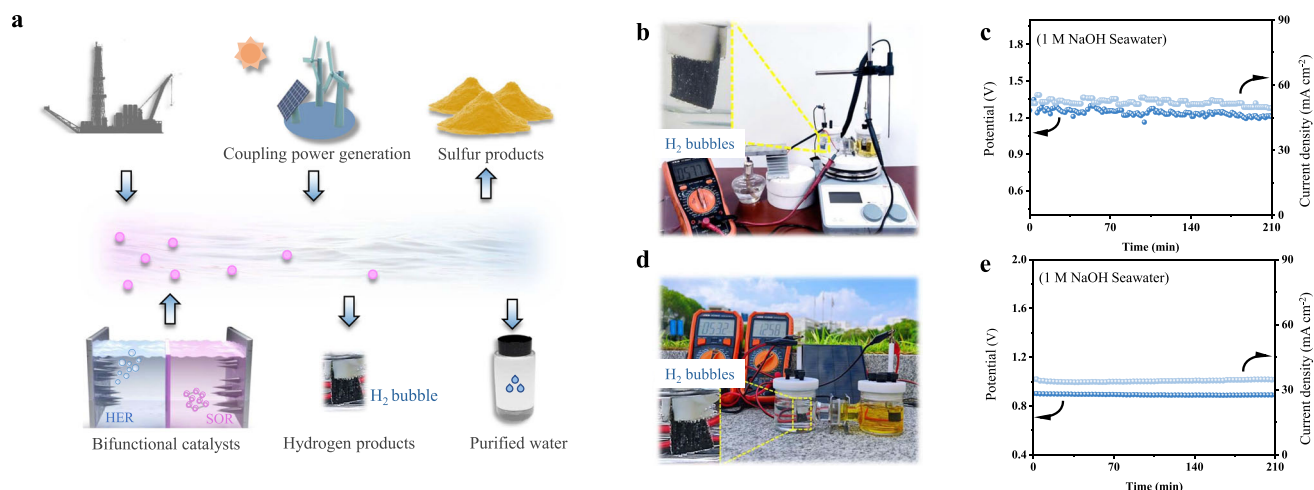 a
Coupling power generation
Sulfur products
HER
SOR
H₂ bubble
Bifunctional catalysts
Hydrogen products
Purified water
b
H₂ bubbles
c
(1 M NaOH Seawater)
Potential (V)
1.8
1.5
1.2
0.9
0.6
Current density (mA cm⁻²)
90
60
30
0
0
70
140
210
Time (min)
d
H₂ bubbles
e
(1 M NaOH Seawater)
Potential (V)
2.0
1.6
1.2
0.8
0.4
Current density (mA cm⁻²)
90
60
30
0
0
70
140
210
Time (min)